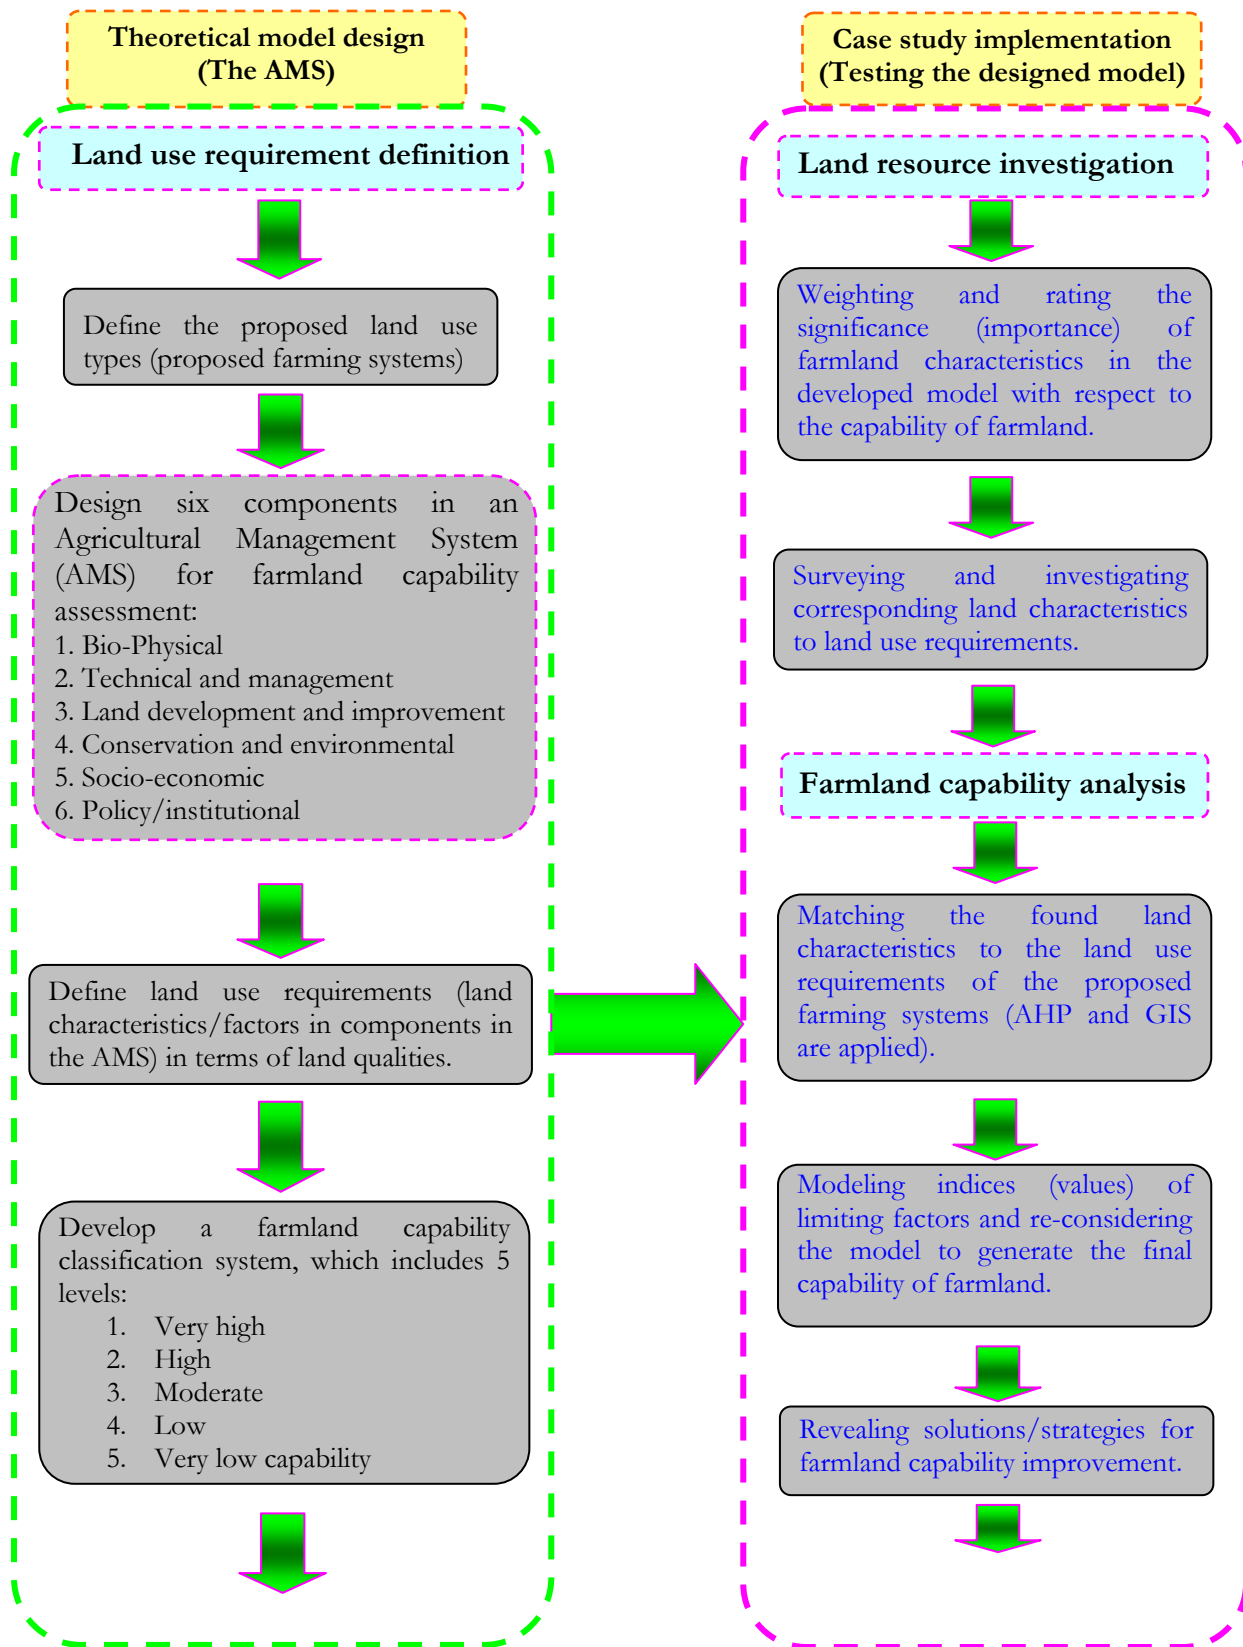 Theoretical model design
(The AMS)
Land use requirement definition
Define the proposed land use
types (proposed farming systems)
Design six components in an
Agricultural Management System
(AMS) for farmland capability
assessment:
1. Bio-Physical
2. Technical and management
3. Land development and improvement
4. Conservation and environmental
5. Socio-economic
6. Policy/institutional
Define land use requirements (land
characteristics/factors in components in
the AMS) in terms of land qualities.
Develop a farmland capability
classification system, which includes 5
levels:
1. Very high
2. High
3. Moderate
4. Low
5. Very low capability
Case study implementation
(Testing the designed model)
Land resource investigation
Weighting and rating the
significance (importance) of
farmland characteristics in the
developed model with respect to
the capability of farmland.
Surveying and investigating
corresponding land characteristics
to land use requirements.
Farmland capability analysis
Matching the found land
characteristics to the land use
requirements of the proposed
farming systems (AHP and GIS
are applied).
Modeling indices (values) of
limiting factors and re-considering
the model to generate the final
capability of farmland.
Revealing solutions/strategies for
farmland capability improvement.